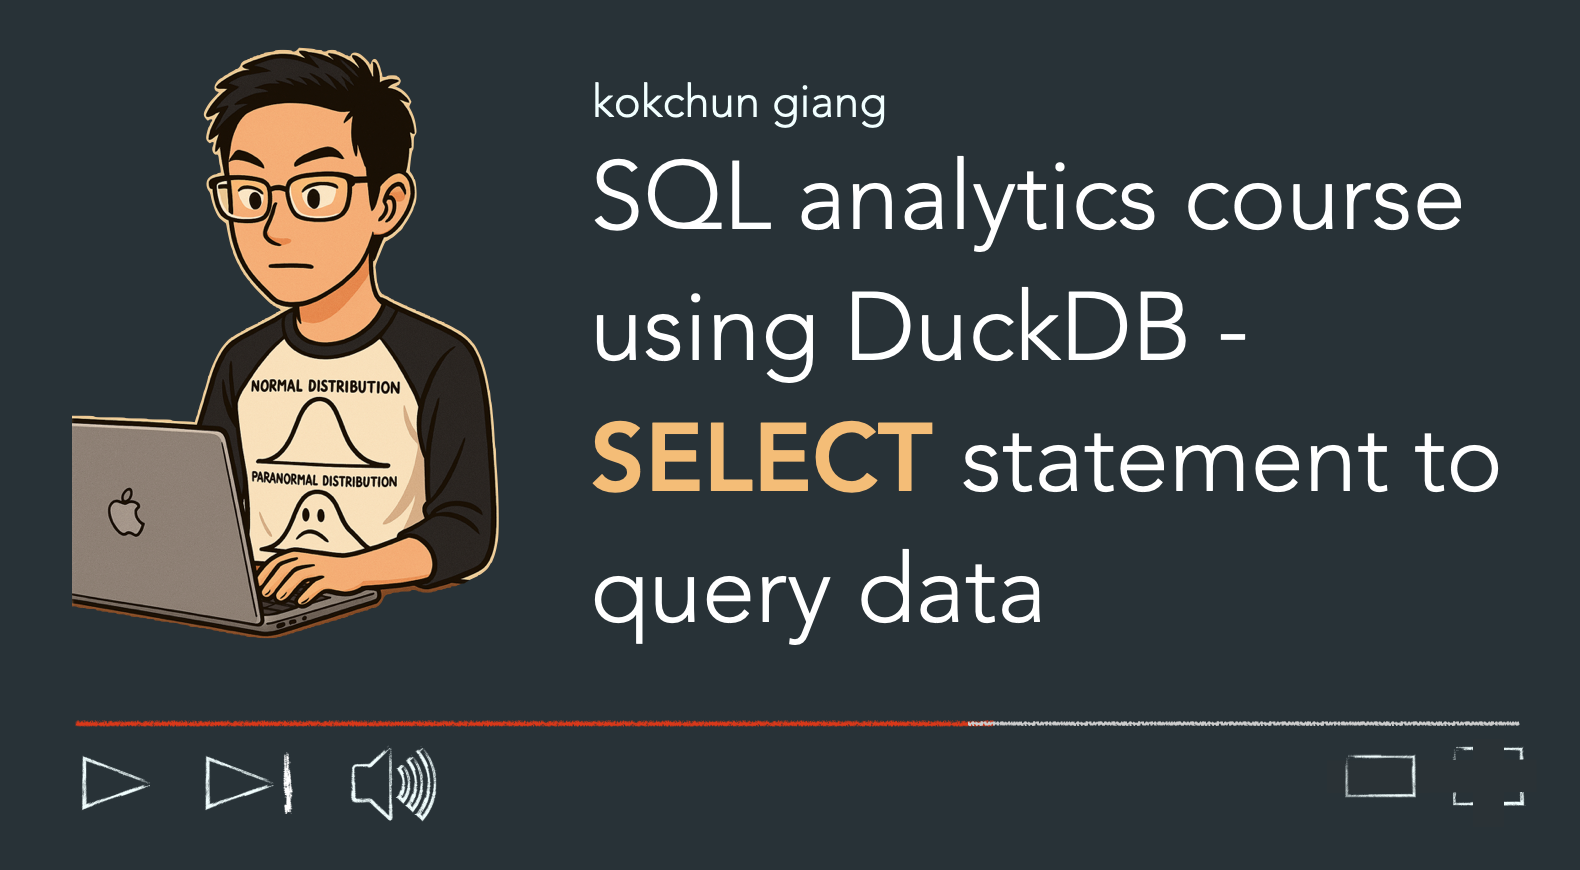 kokchun giang
SQL analytics course
using DuckDB -
SELECT statement to
query data
NORMAL DISTRIBUTION
PARANORMAL DISTRIBUTION